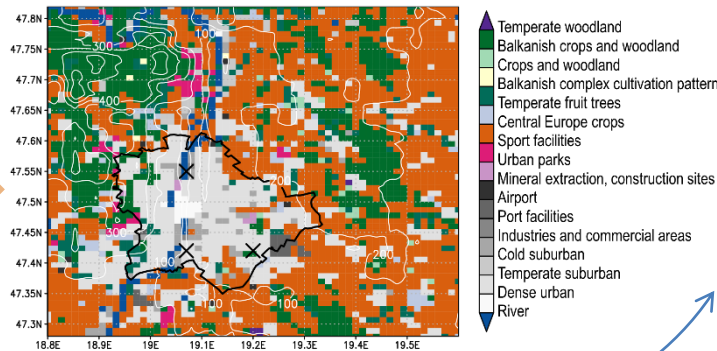 47.8N
47.75N
47.7N
47.65N
47.6N
47.55N
47.5N
47.45N
47.4N
47.35N
47.3N
18.8E
18.9E
19E
19.1E
19.2E
19.3E
19.4E
19.5E
300
100
400
200
300
100
200
100
100
Temperate woodland
Balkanish crops and woodland
Crops and woodland
Balkanish complex cultivation pattern
Temperate fruit trees
Central Europe crops
Sport facilities
Urban parks
Mineral extraction, construction sites
Airport
Port facilities
Industries and commercial areas
Cold suburban
Temperate suburban
Dense urban
River